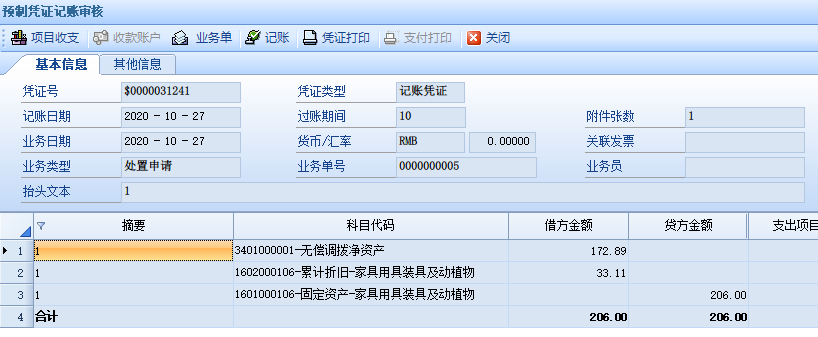 预制凭证记账审核
项目收支 收款账户 业务单 记账 凭证打印 支付打印 关闭
基本信息 其他信息
凭证号 $0000031241 凭证类型 记账凭证
记账日期 2020 - 10 - 27 过账期间 10 附件张数 1
业务日期 2020 - 10 - 27 货币/汇率 RMB 0.00000 关联发票
业务类型 处置申请 业务单号 0000000005 业务员
抬头文本 1
摘要 科目代码 借方金额 贷方金额 支出项目
1 1 3401000001-无偿调拨净资产 172.89
2 1 1602000106-累计折旧-家具用具装具及动植物 33.11
3 1 1601000106-固定资产-家具用具装具及动植物 206.00
4 合计 206.00 206.00